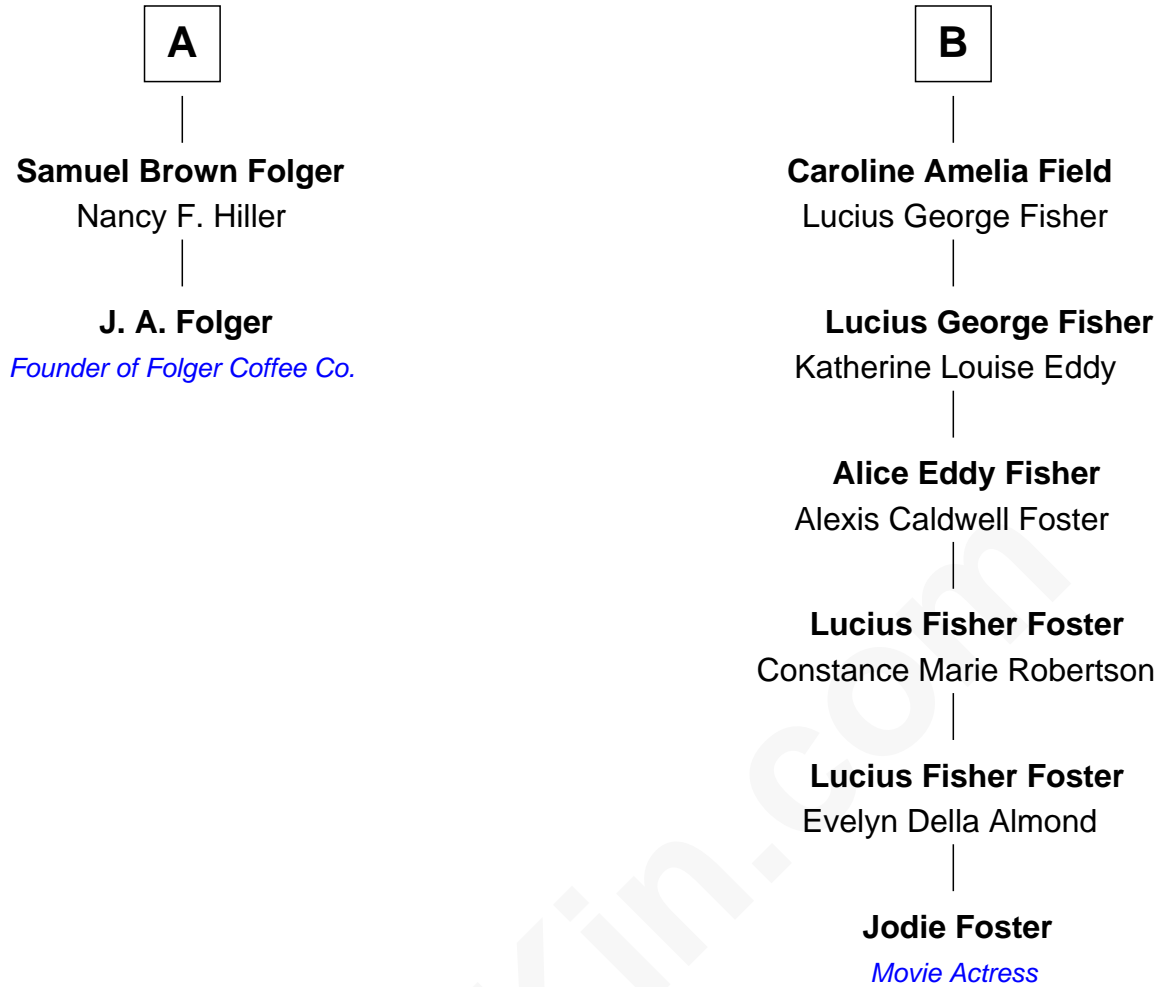 A
Samuel Brown Folger
Nancy F. Hiller
J. A. Folger
Founder of Folger Coffee Co.
B
Caroline Amelia Field
Lucius George Fisher
Lucius George Fisher
Katherine Louise Eddy
Alice Eddy Fisher
Alexis Caldwell Foster
Lucius Fisher Foster
Constance Marie Robertson
Lucius Fisher Foster
Evelyn Della Almond
Jodie Foster
Movie Actress
Kin.com